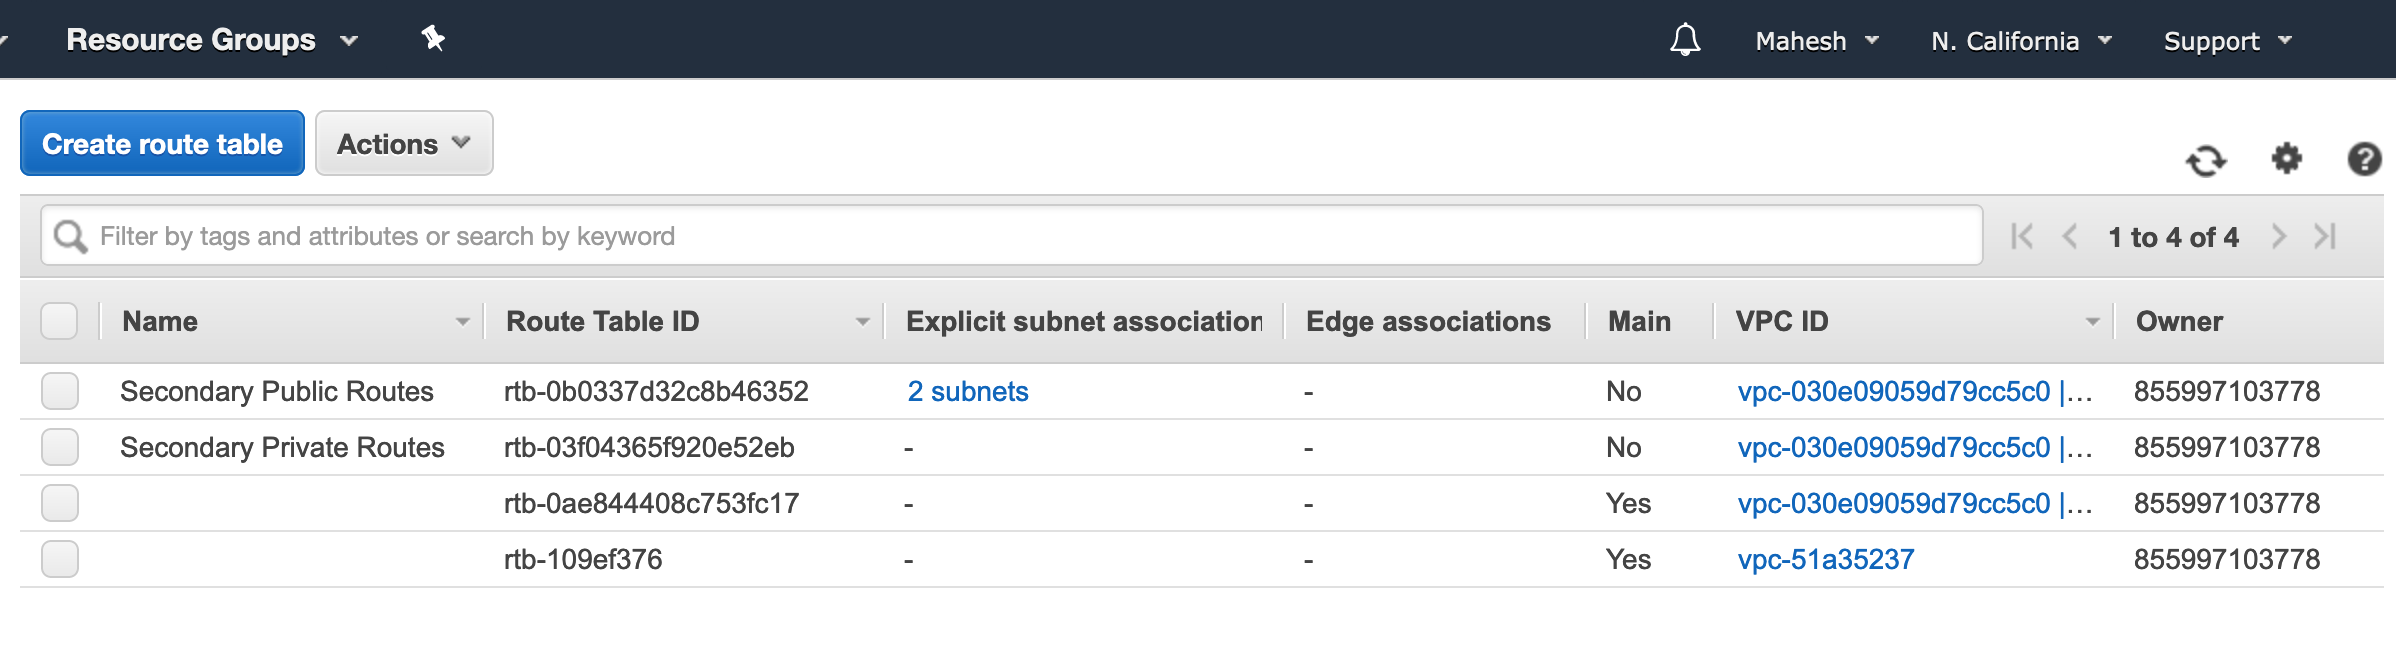 Resource Groups Mahesh N. California Support
Create route table Actions
Filter by tags and attributes or search by keyword 1 to 4 of 4
Name Route Table ID Explicit subnet association Edge associations Main VPC ID Owner
Secondary Public Routes rtb-0b0337d32c8b46352 2 subnets - No vpc-030e09059d79cc5c0 |... 855997103778
Secondary Private Routes rtb-03f04365f920e52eb - - No vpc-030e09059d79cc5c0 |... 855997103778
rtb-0ae844408c753fc17 - - Yes vpc-030e09059d79cc5c0 |... 855997103778
rtb-109ef376 - - Yes vpc-51a35237 855997103778